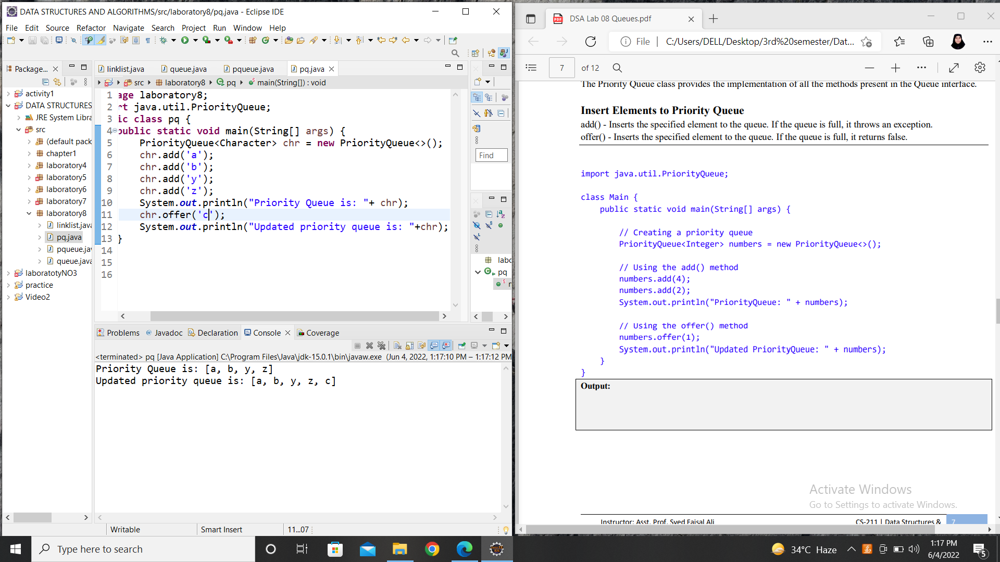 DATA STRUCTURES AND ALGORITHMS/src/laboratory8/pq.java - Eclipse IDE
File Edit Source Refactor Navigate Search Project Run Window Help
Package...
linklist.java queue.java pqueue.java pq.java
src laboratory8 pq main(String[]) : void
activity1
DATA STRUCTURES
JRE System Libra
src
(default pack
chapter1
laboratory4
laboratory5
laboratory6
laboratory7
laboratory8
linklist.java
pq.java
pqueue.ja
queue.java
laboratotyNO3
practice
Video2
1 age laboratory8;
2 rt java.util.PriorityQueue;
3 ic class pq {
4 public static void main(String[] args) {
5 PriorityQueue<Character> chr = new PriorityQueue<>();
6 chr.add('a');
7 chr.add('b');
8 chr.add('y');
9 chr.add('z');
10 System.out.println("Priority Queue is: "+ chr);
11 chr.offer('c');
12 System.out.println("Updated priority queue is: "+chr);
13 }
14
15
16
Find
labo
pq
Problems Javadoc Declaration Console Coverage
<terminated> pq [Java Application] C:\Program Files\Java\jdk-15.0.1\bin\javaw.exe (Jun 4, 2022, 1:17:10 PM – 1:17:12 PM
Priority Queue is: [a, b, y, z]
Updated priority queue is: [a, b, y, z, c]
Writable Smart Insert 11...07
DSA Lab 08 Queues.pdf
File C:/Users/DELL/Desktop/3rd%20semester/Dat...
7 of 12
The Priority Queue class provides the implementation of all the methods present in the Queue interface.
Insert Elements to Priority Queue
add() - Inserts the specified element to the queue. If the queue is full, it throws an exception.
offer() - Inserts the specified element to the queue. If the queue is full, it returns false.
import java.util.PriorityQueue;
class Main {
public static void main(String[] args) {
// Creating a priority queue
PriorityQueue<Integer> numbers = new PriorityQueue<>();
// Using the add() method
numbers.add(4);
numbers.add(2);
System.out.println("PriorityQueue: " + numbers);
// Using the offer() method
numbers.offer(1);
System.out.println("Updated PriorityQueue: " + numbers);
}
}
Output:
Activate Windows
Go to Settings to activate Windows.
Instructor: Asst. Prof. Syed Faisal Ali CS-211 | Data Structures & 7
Type here to search
34°C Haze
1:17 PM
6/4/2022
5